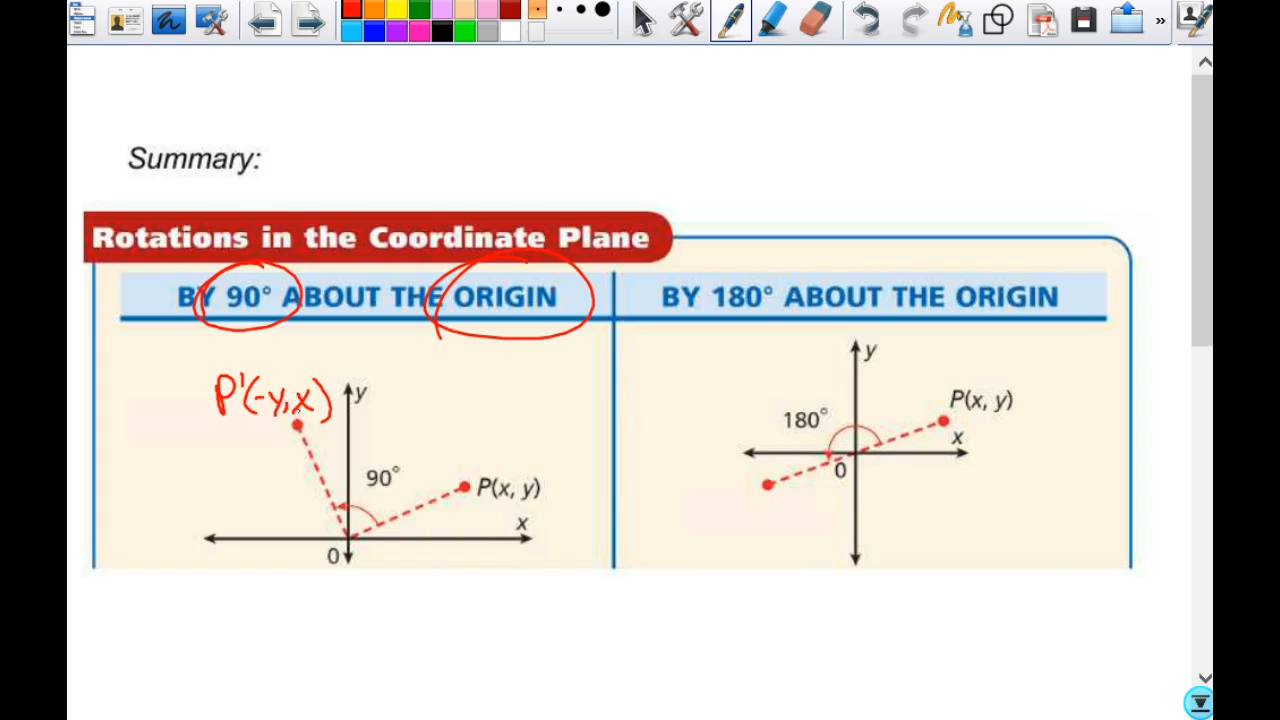 Summary:
Rotations in the Coordinate Plane
BY 90° ABOUT THE ORIGIN
P'(-y,x)
y
90°
P(x, y)
x
0
BY 180° ABOUT THE ORIGIN
y
P(x, y)
180°
x
0